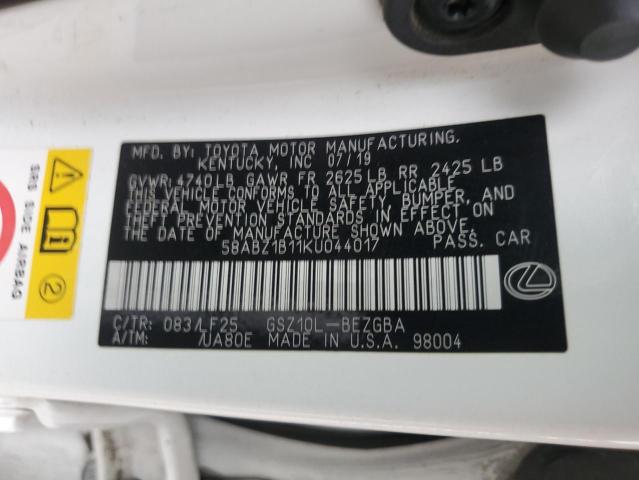 MFD. BY: TOYOTA MOTOR MANUFACTURING,
KENTUCKY, INC 07/19
GVWR: 4740LB GAWR FR 2625LB RR 2425 LB
THIS VEHICLE CONFORMS TO ALL APPLICABLE
FEDERAL MOTOR VEHICLE SAFETY, BUMPER, AND
THEFT PREVENTION STANDARDS IN EFFECT ON
THE DATE OF MANUFACTURE SHOWN ABOVE.
58ABZ1B11KU044017 PASS. CAR
C/TR: 083/LF25 GSZ10L-BEZGBA
A/TM: /UA80E MADE IN U.S.A. 98004
SRS SIDE AIRBAG
2